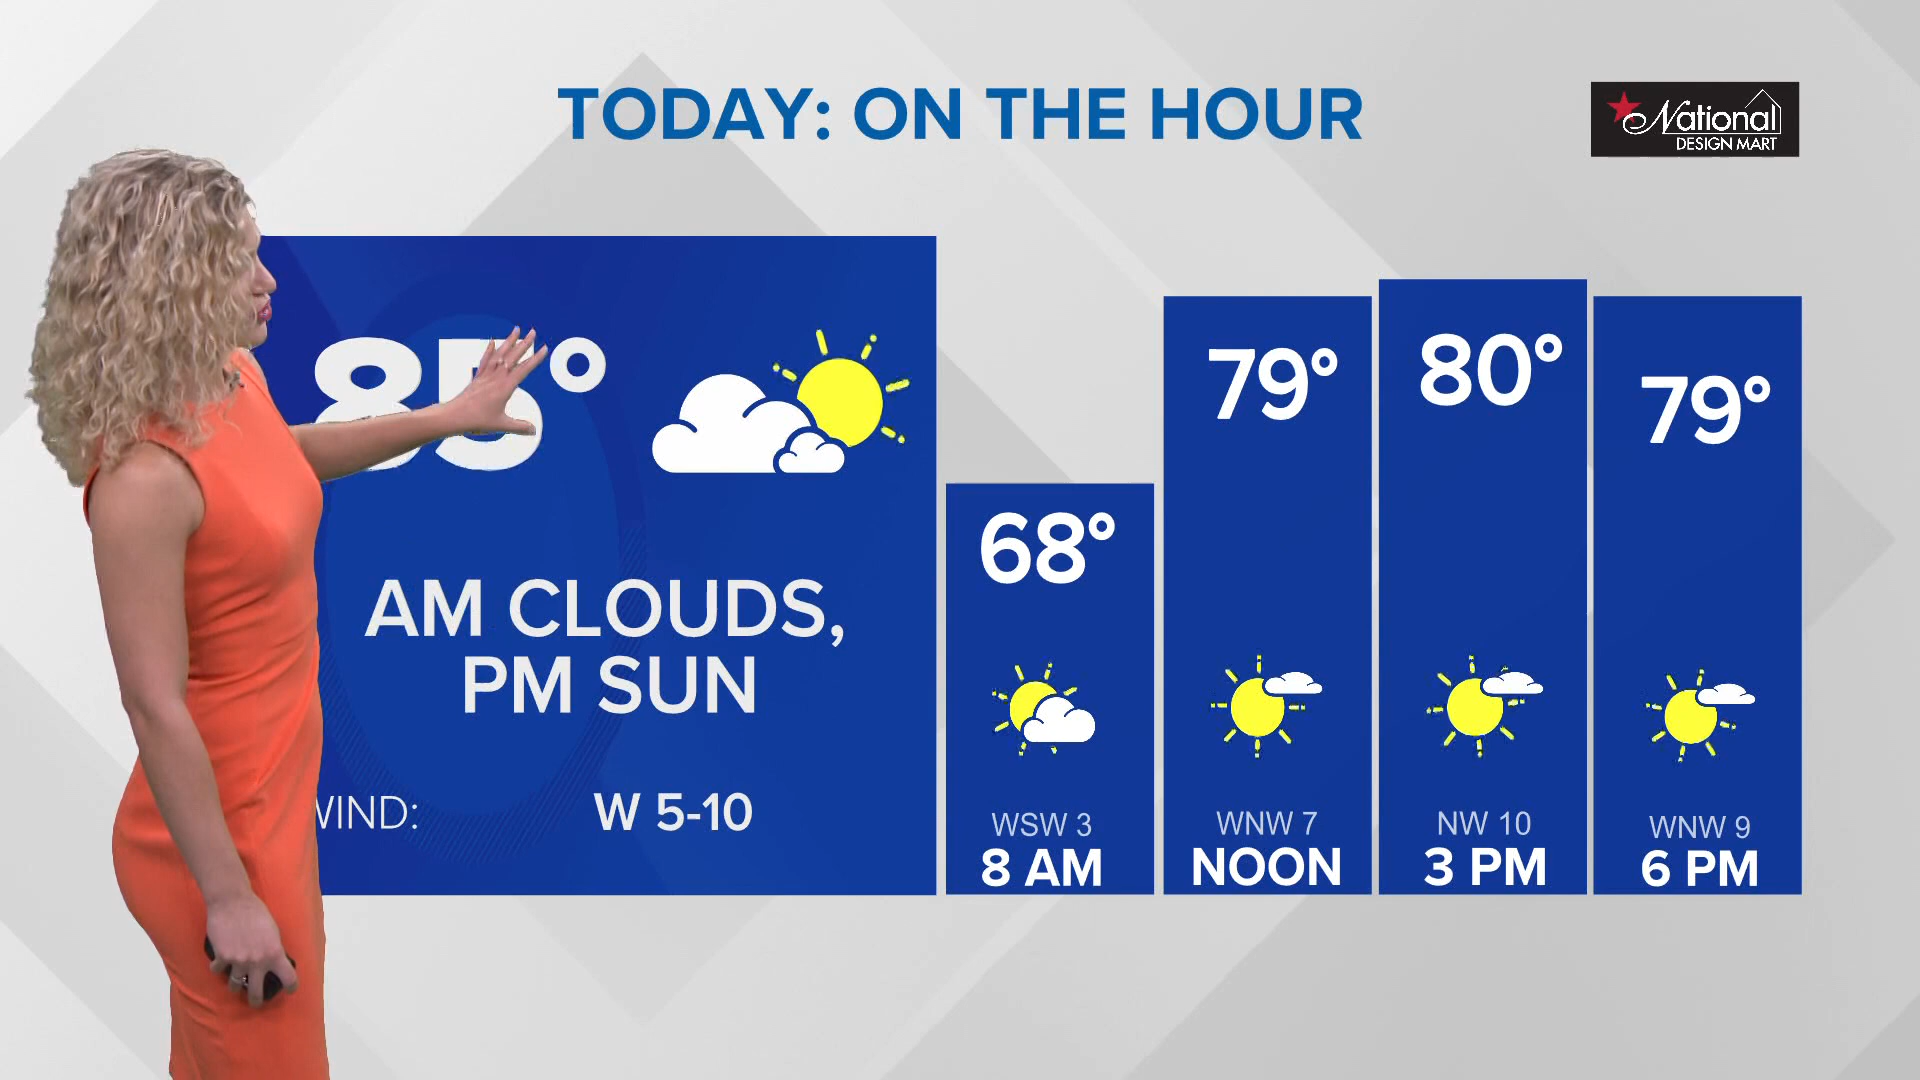 TODAY: ON THE HOUR
National
DESIGN MART
85°
AM CLOUDS,
PM SUN
WIND: W 5-10
68°
WSW 3
8 AM
79°
WNW 7
NOON
80°
NW 10
3 PM
79°
WNW 9
6 PM